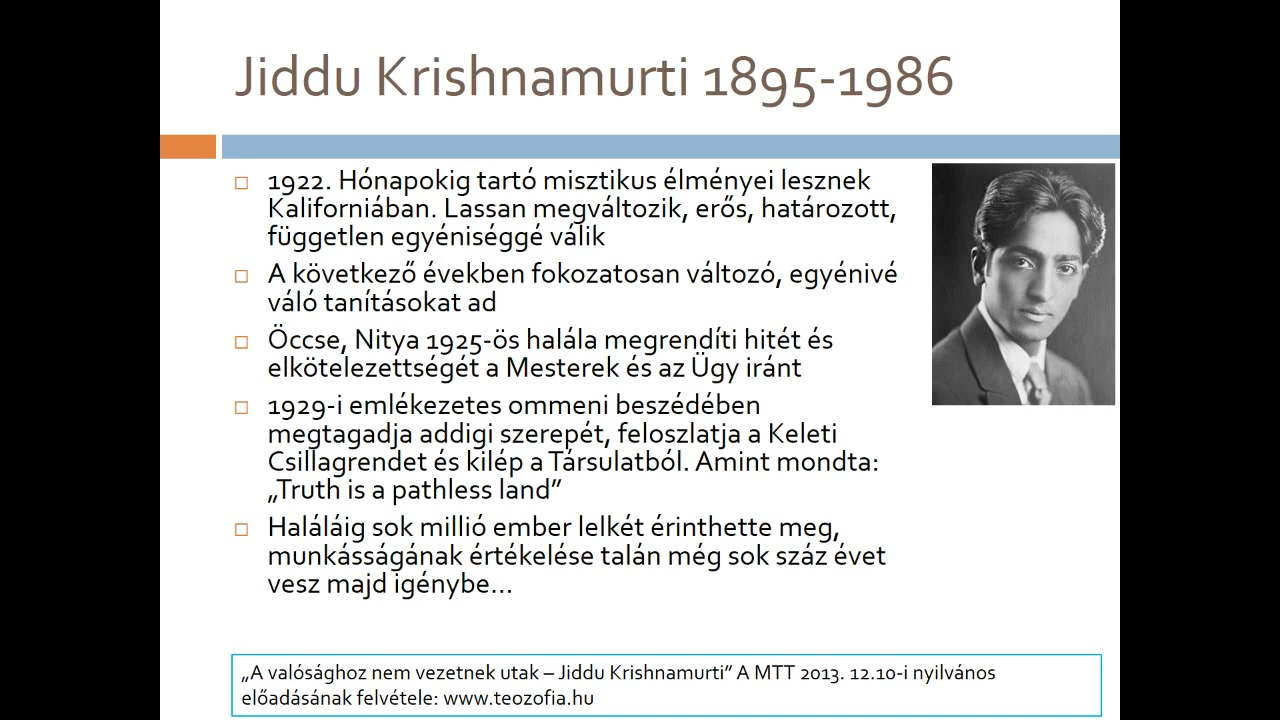 Jiddu Krishnamurti 1895-1986
1922. Hónapokig tartó misztikus élményei lesznek
Kaliforniában. Lassan megváltozik, erős, határozott,
független egyéniséggé válik
A következő években fokozatosan változó, egyénivé
váló tanításokat ad
Öccse, Nitya 1925-ös halála megrendíti hitét és
elkötelezettségét a Mesterek és az Ügy iránt
1929-i emlékezetes ommeni beszédében
megtagadja addigi szerepét, feloszlatja a Keleti
Csillagrendet és kilép a Társulatból. Amint mondta:
„Truth is a pathless land”
Haláláig sok millió ember lelkét érinthette meg,
munkásságának értékelése talán még sok száz évet
vesz majd igénybe...
„A valósághoz nem vezetnek utak – Jiddu Krishnamurti” A MTT 2013. 12.10-i nyilvános
előadásának felvétele: www.teozofia.hu